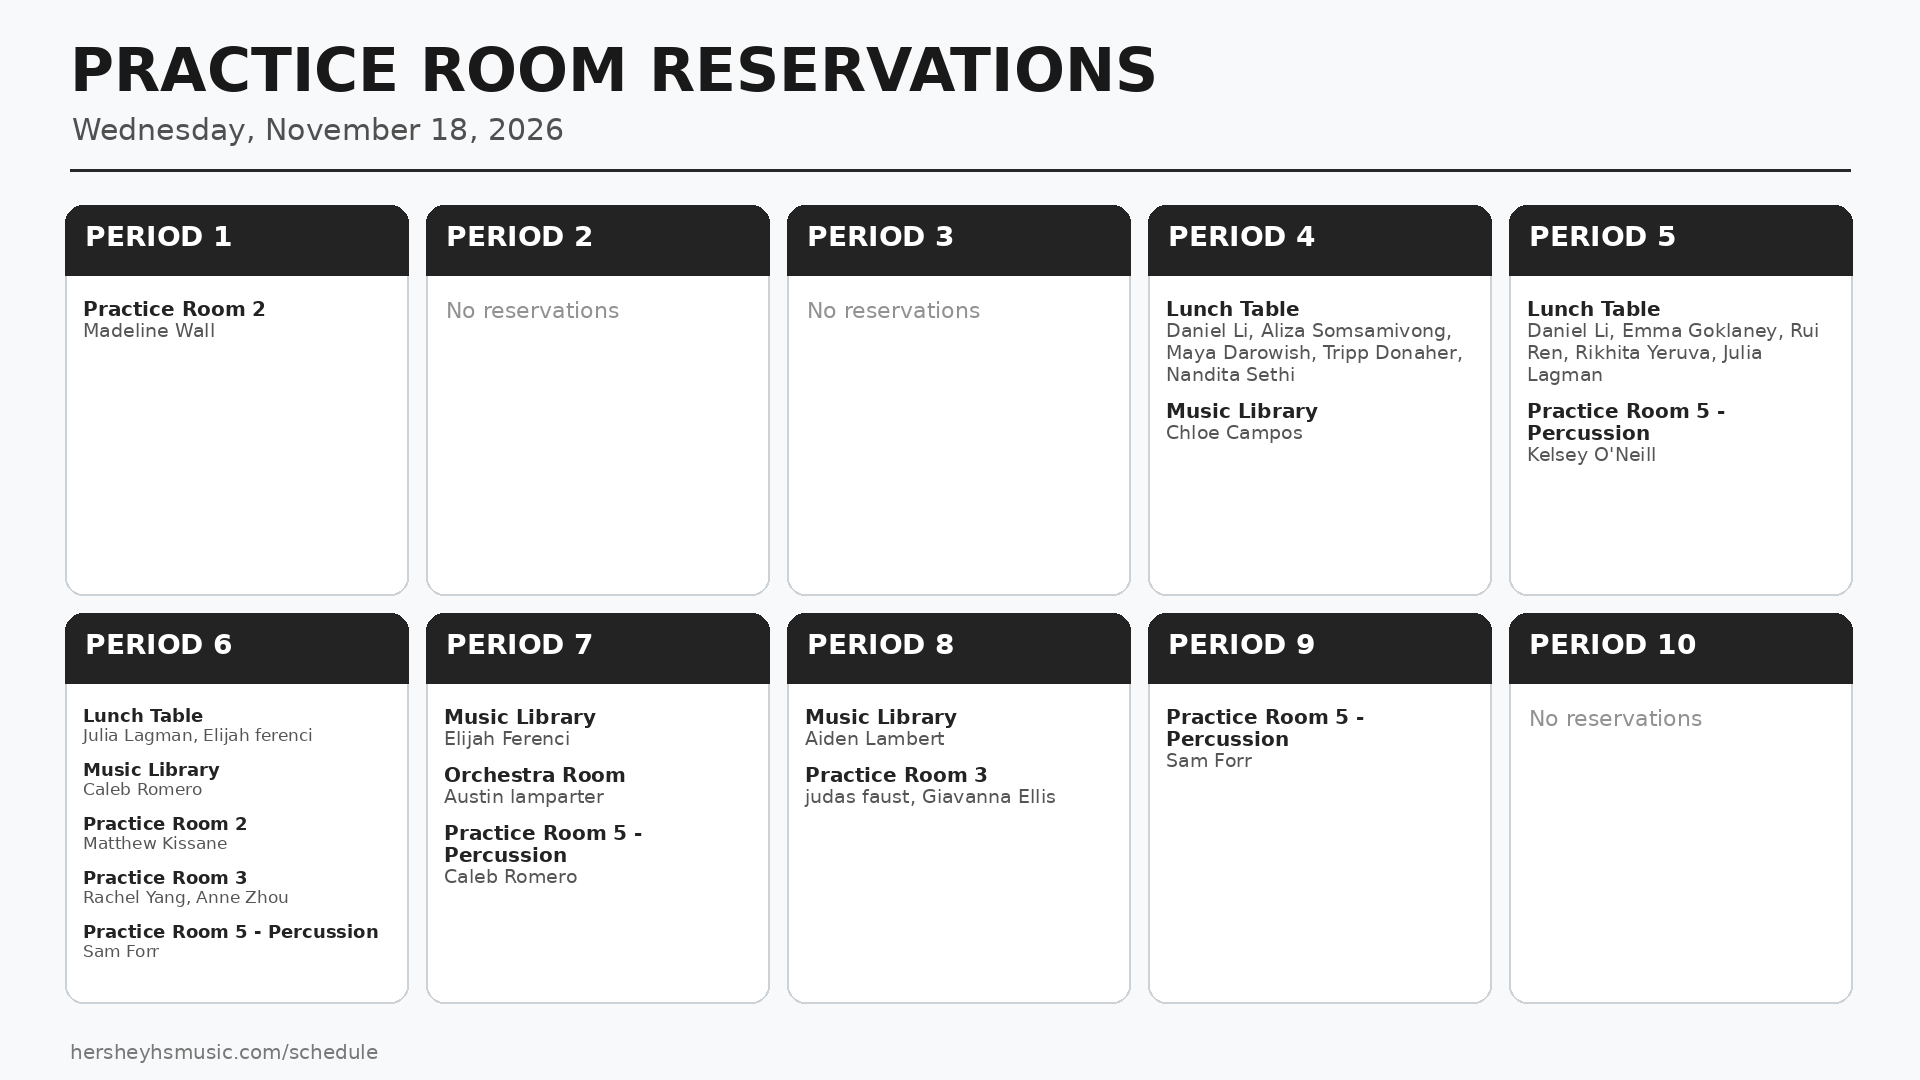 PRACTICE ROOM RESERVATIONS
Wednesday, November 18, 2026
PERIOD 1
Practice Room 2
Madeline Wall
PERIOD 2
No reservations
PERIOD 3
No reservations
PERIOD 4
Lunch Table
Daniel Li, Aliza Somsamivong,
Maya Darowish, Tripp Donaher,
Nandita Sethi
Music Library
Chloe Campos
PERIOD 5
Lunch Table
Daniel Li, Emma Goklaney, Rui
Ren, Rikhita Yeruva, Julia
Lagman
Practice Room 5 -
Percussion
Kelsey O'Neill
PERIOD 6
Lunch Table
Julia Lagman, Elijah ferenci
Music Library
Caleb Romero
Practice Room 2
Matthew Kissane
Practice Room 3
Rachel Yang, Anne Zhou
Practice Room 5 - Percussion
Sam Forr
PERIOD 7
Music Library
Elijah Ferenci
Orchestra Room
Austin lamparter
Practice Room 5 -
Percussion
Caleb Romero
PERIOD 8
Music Library
Aiden Lambert
Practice Room 3
judas faust, Giavanna Ellis
PERIOD 9
Practice Room 5 -
Percussion
Sam Forr
PERIOD 10
No reservations
hersheyhsmusic.com/schedule